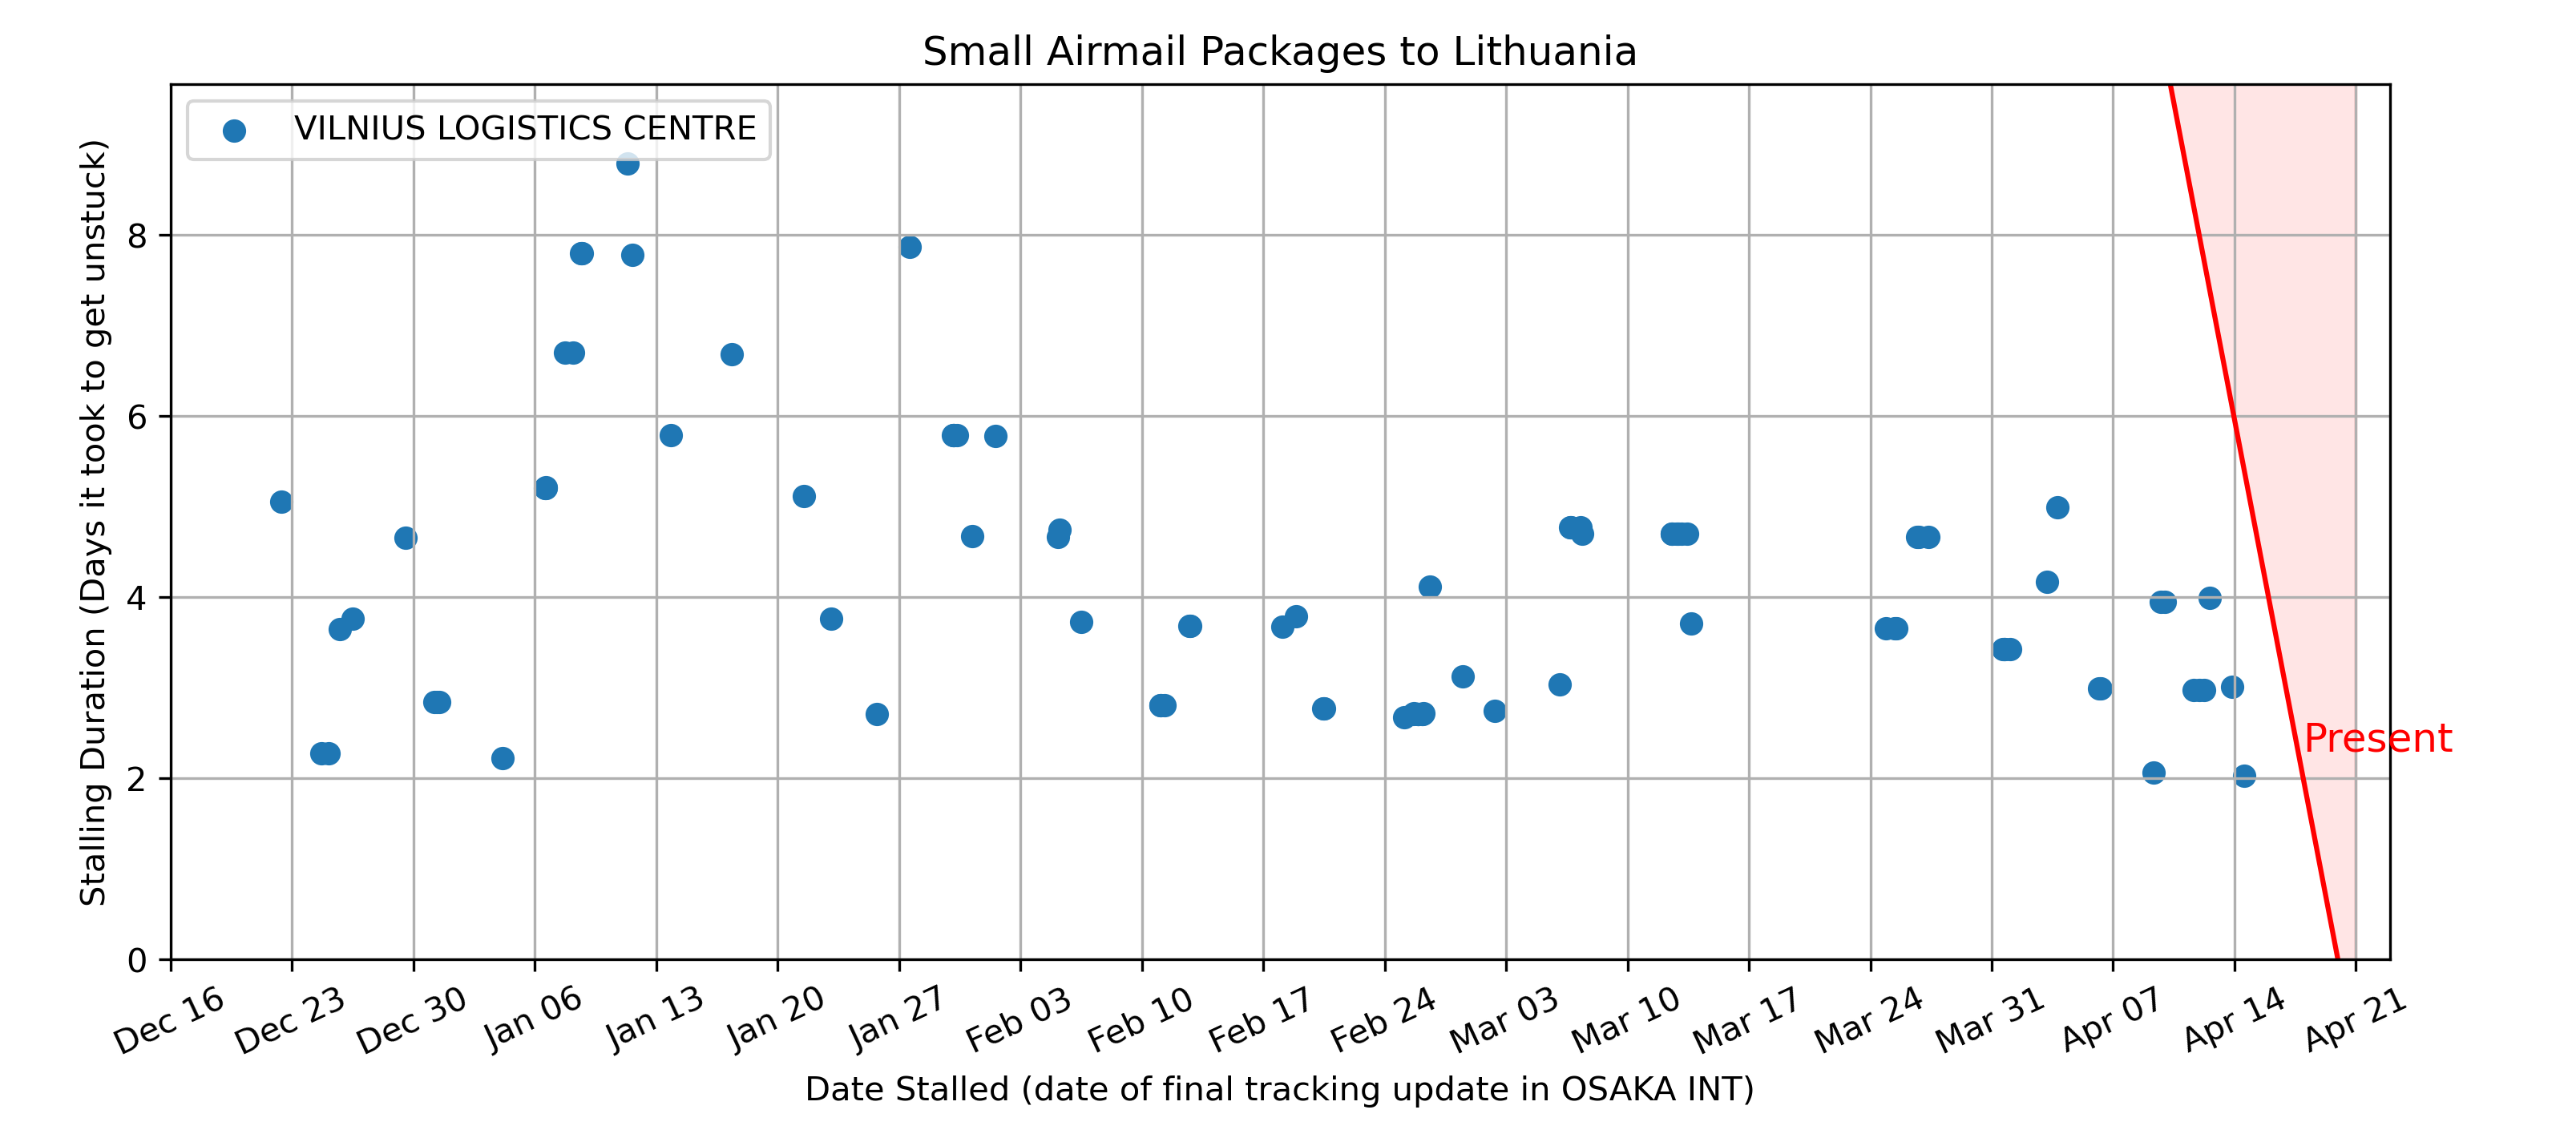 Small Airmail Packages to Lithuania
VILNIUS LOGISTICS CENTRE
Stalling Duration (Days it took to get unstuck)
8
6
4
2
0
Present
Dec 16 Dec 23 Dec 30 Jan 06 Jan 13 Jan 20 Jan 27 Feb 03 Feb 10 Feb 17 Feb 24 Mar 03 Mar 10 Mar 17 Mar 24 Mar 31 Apr 07 Apr 14 Apr 21
Date Stalled (date of final tracking update in OSAKA INT)